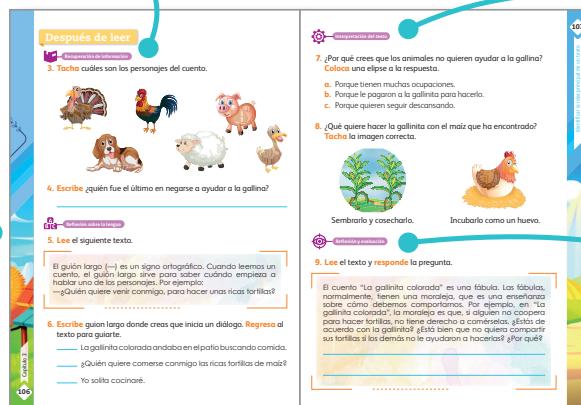 Después de leer
Recuperación de información
3. Tacha cuáles son los personajes del cuento.
4. Escribe ¿quién fue el último en negarse a ayudar a la gallina?
A
B C
Reflexión sobre la lengua
5. Lee el siguiente texto.
El guión largo (—) es un signo ortográfico. Cuando leemos un
cuento, el guión largo sirve para saber cuándo empieza a
hablar uno de los personajes. Por ejemplo:
—¿Quién quiere venir conmigo, para hacer unas ricas tortillas?
6. Escribe guion largo donde creas que inicia un diálogo. Regresa al
texto para guiarte.
La gallinita colorada andaba en el patio buscando comida.
¿Quién quiere comerse conmigo las ricas tortillas de maíz?
Yo solita cocinaré.
Capítulo 3
106
Interpretación del texto
7. ¿Por qué crees que los animales no quieren ayudar a la gallina?
Coloca una elipse a la respuesta.
a. Porque tienen muchas ocupaciones.
b. Porque le pagaron a la gallinita para hacerlo.
c. Porque quieren seguir descansando.
8. ¿Qué quiere hacer la gallinita con el maíz que ha encontrado?
Tacha la imagen correcta.
Sembrarlo y cosecharlo.
Incubarlo como un huevo.
Reflexión y evaluación
9. Lee el texto y responde la pregunta.
El cuento “La gallinita colorada” es una fábula. Las fábulas,
normalmente, tienen una moraleja, que es una enseñanza
sobre cómo debemos comportarnos. Por ejemplo, en “La
gallinita colorada”, la moraleja es que, si alguien no coopera
para hacer tortillas, no tiene derecho a comérselas. ¿Estás de
acuerdo con la gallinita? ¿Está bien que no quiera compartir
sus tortillas si los demás no le ayudaron a hacerlas? ¿Por qué?
107
Identificar la idea principal de un texto